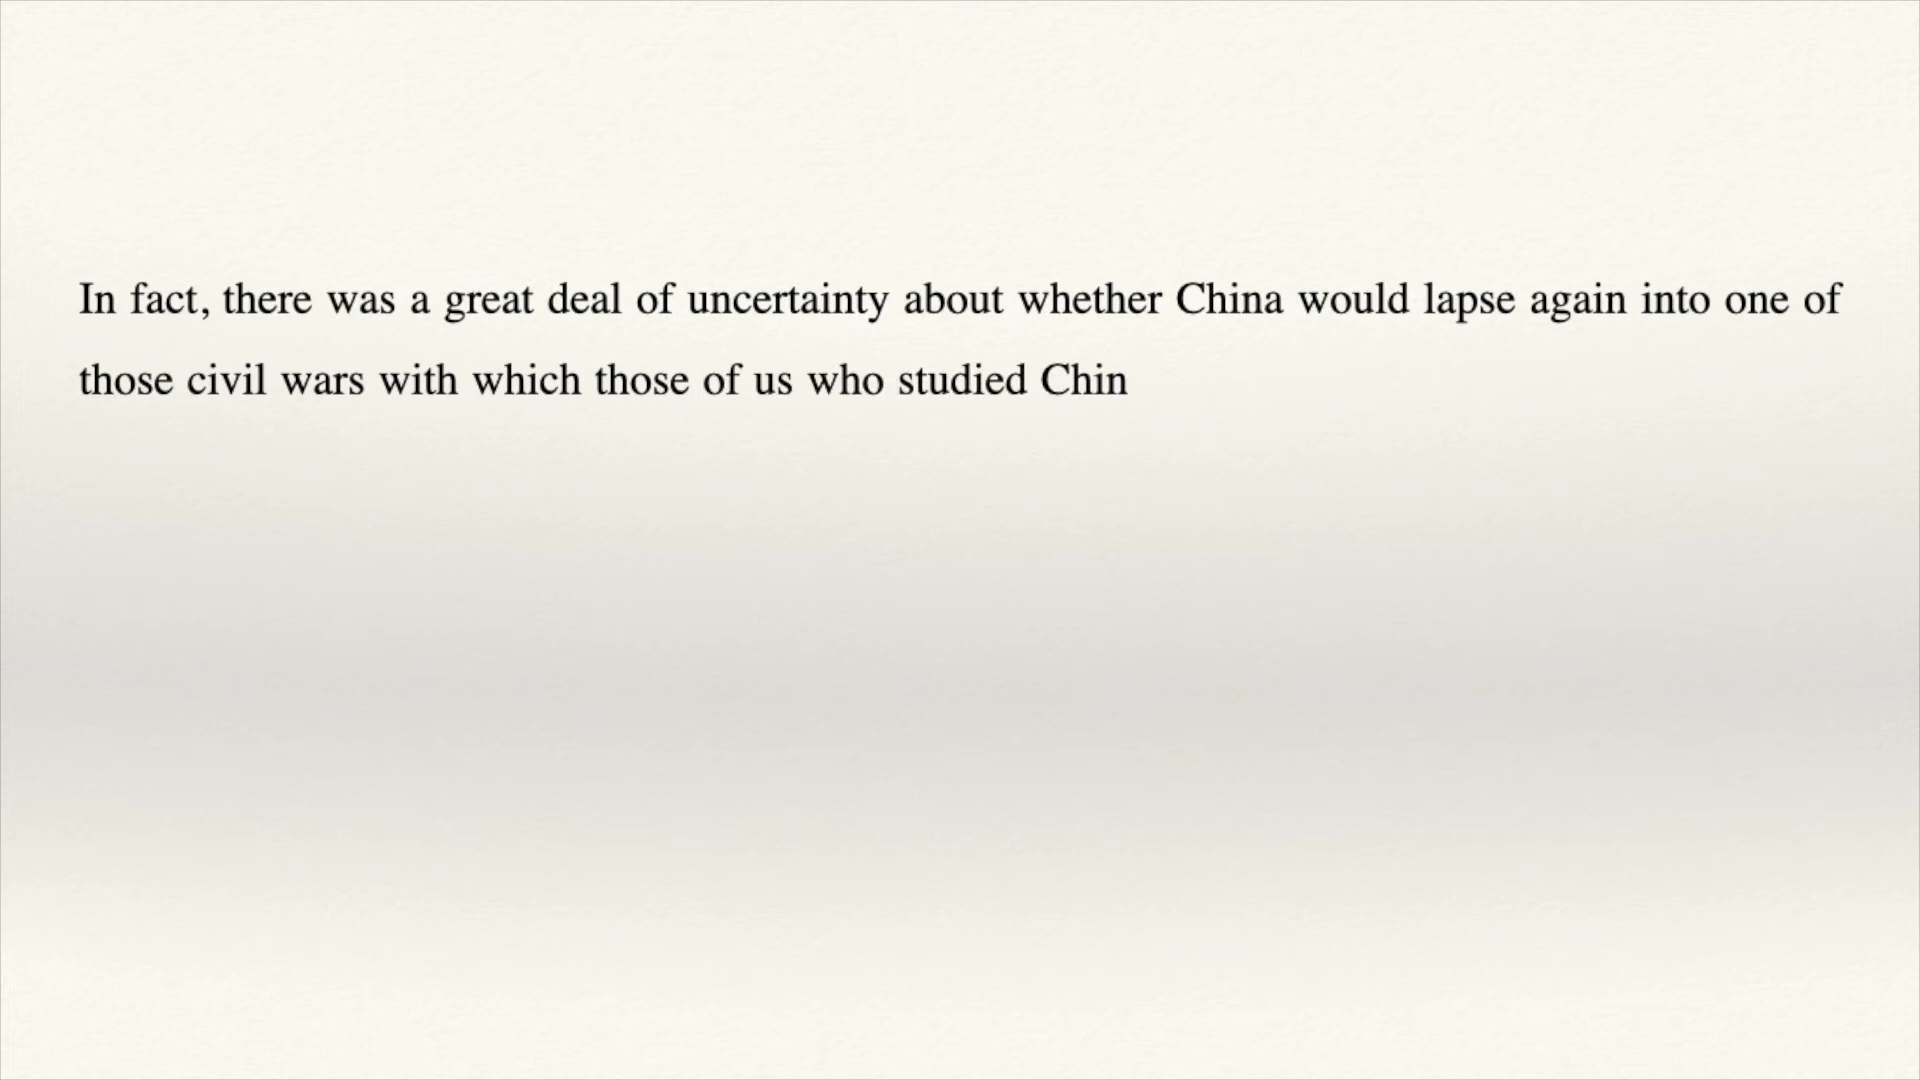 In fact, there was a great deal of uncertainty about whether China would lapse again into one of
those civil wars with which those of us who studied Chin